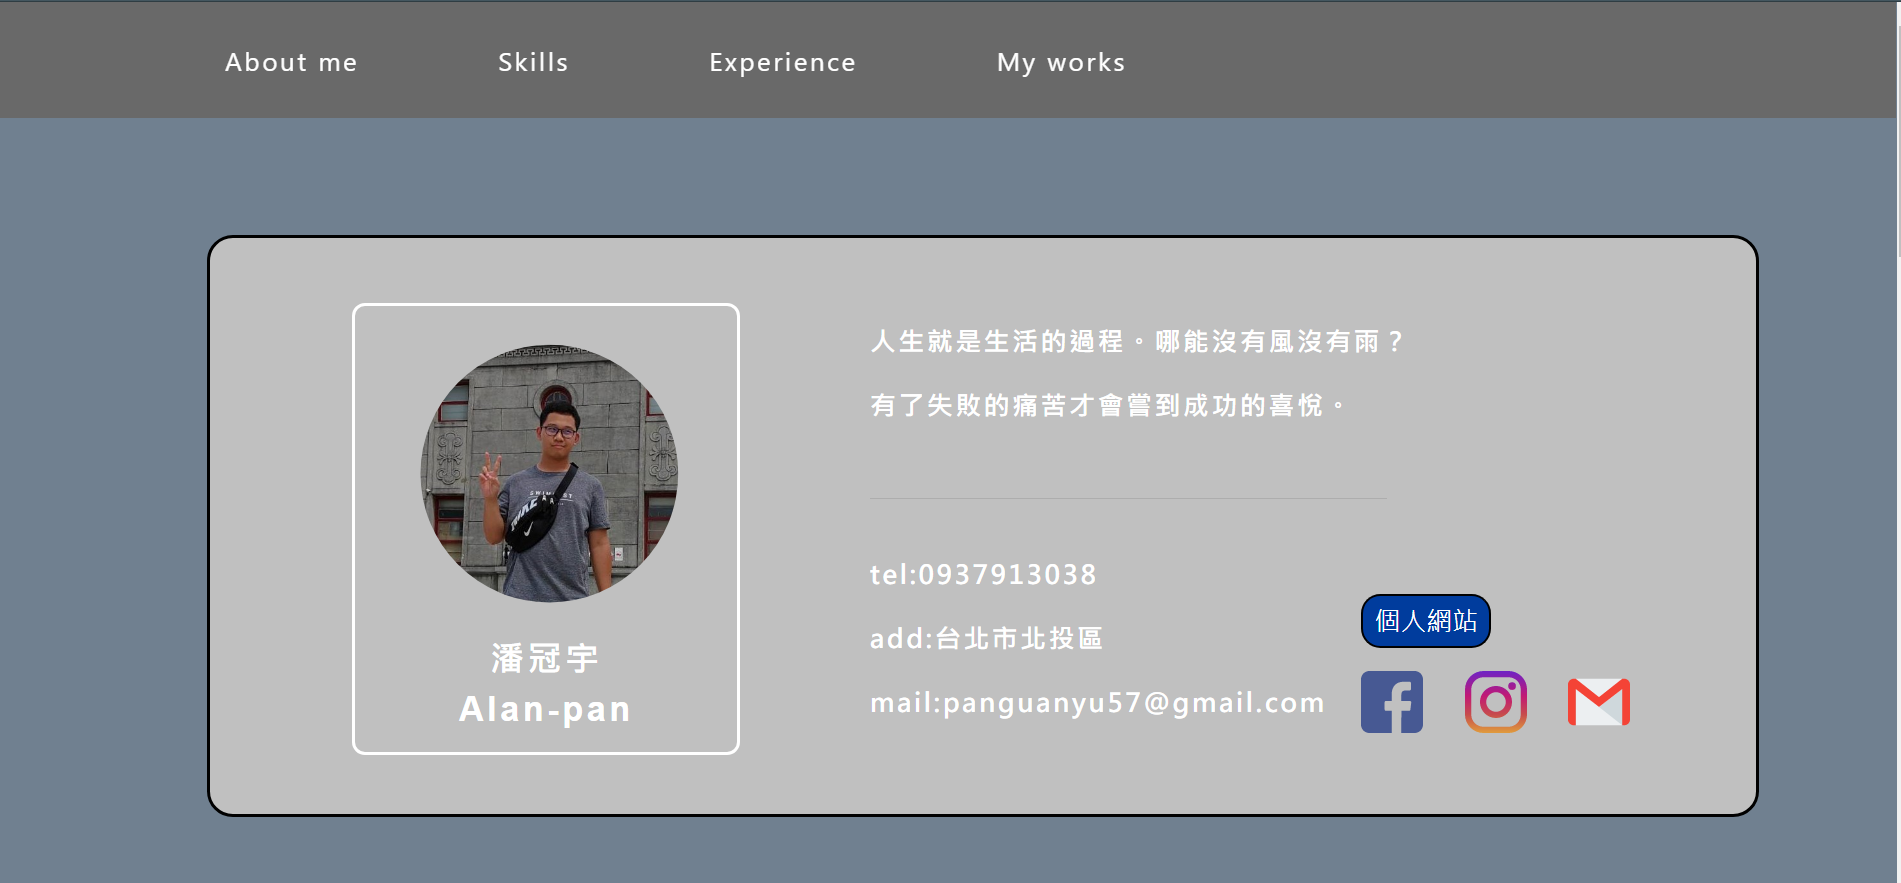 About me
Skills
Experience
My works
潘冠宇
Alan-pan
人生就是生活的過程。哪能沒有風沒有雨？
有了失敗的痛苦才會嘗到成功的喜悅。
tel:0937913038
add:台北市北投區
mail:panguanyu57@gmail.com
個人網站